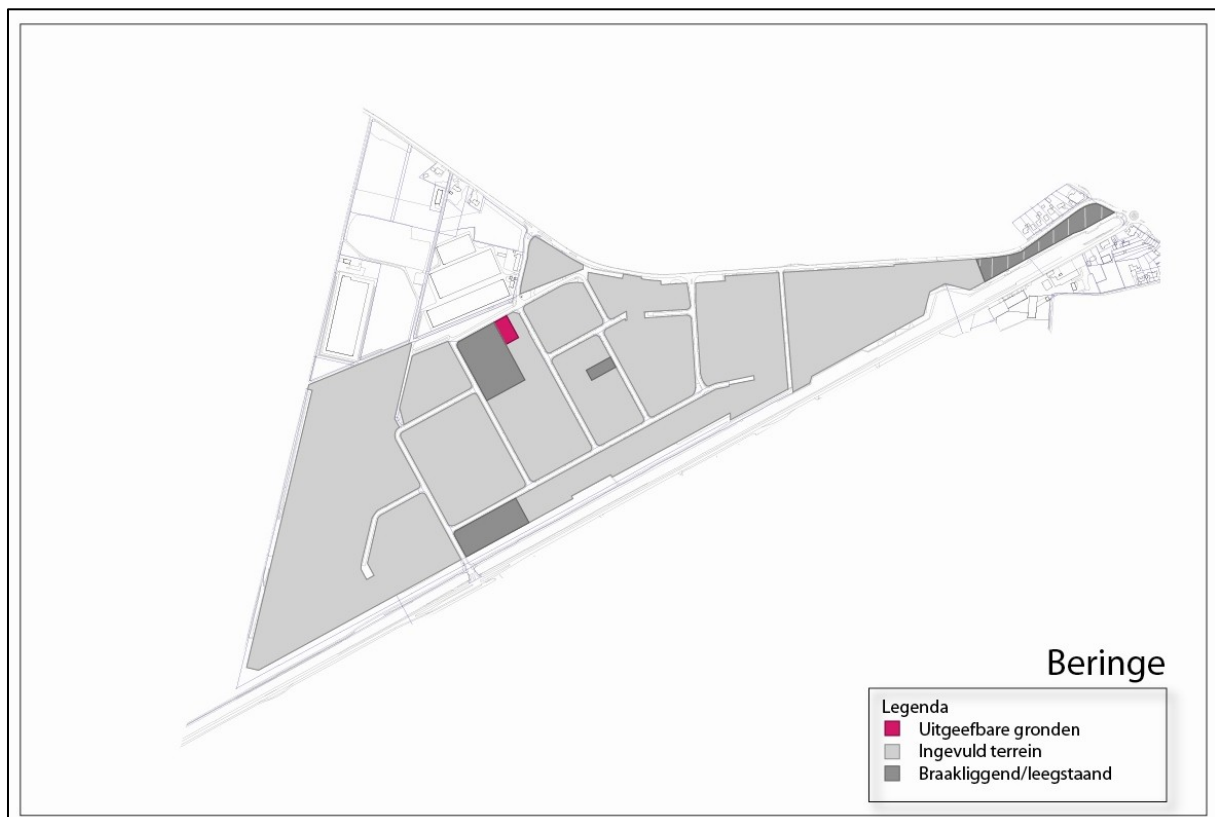 Beringe
Legenda
Uitgeefbare gronden
Ingevuld terrein
Braakliggend/leegstaand